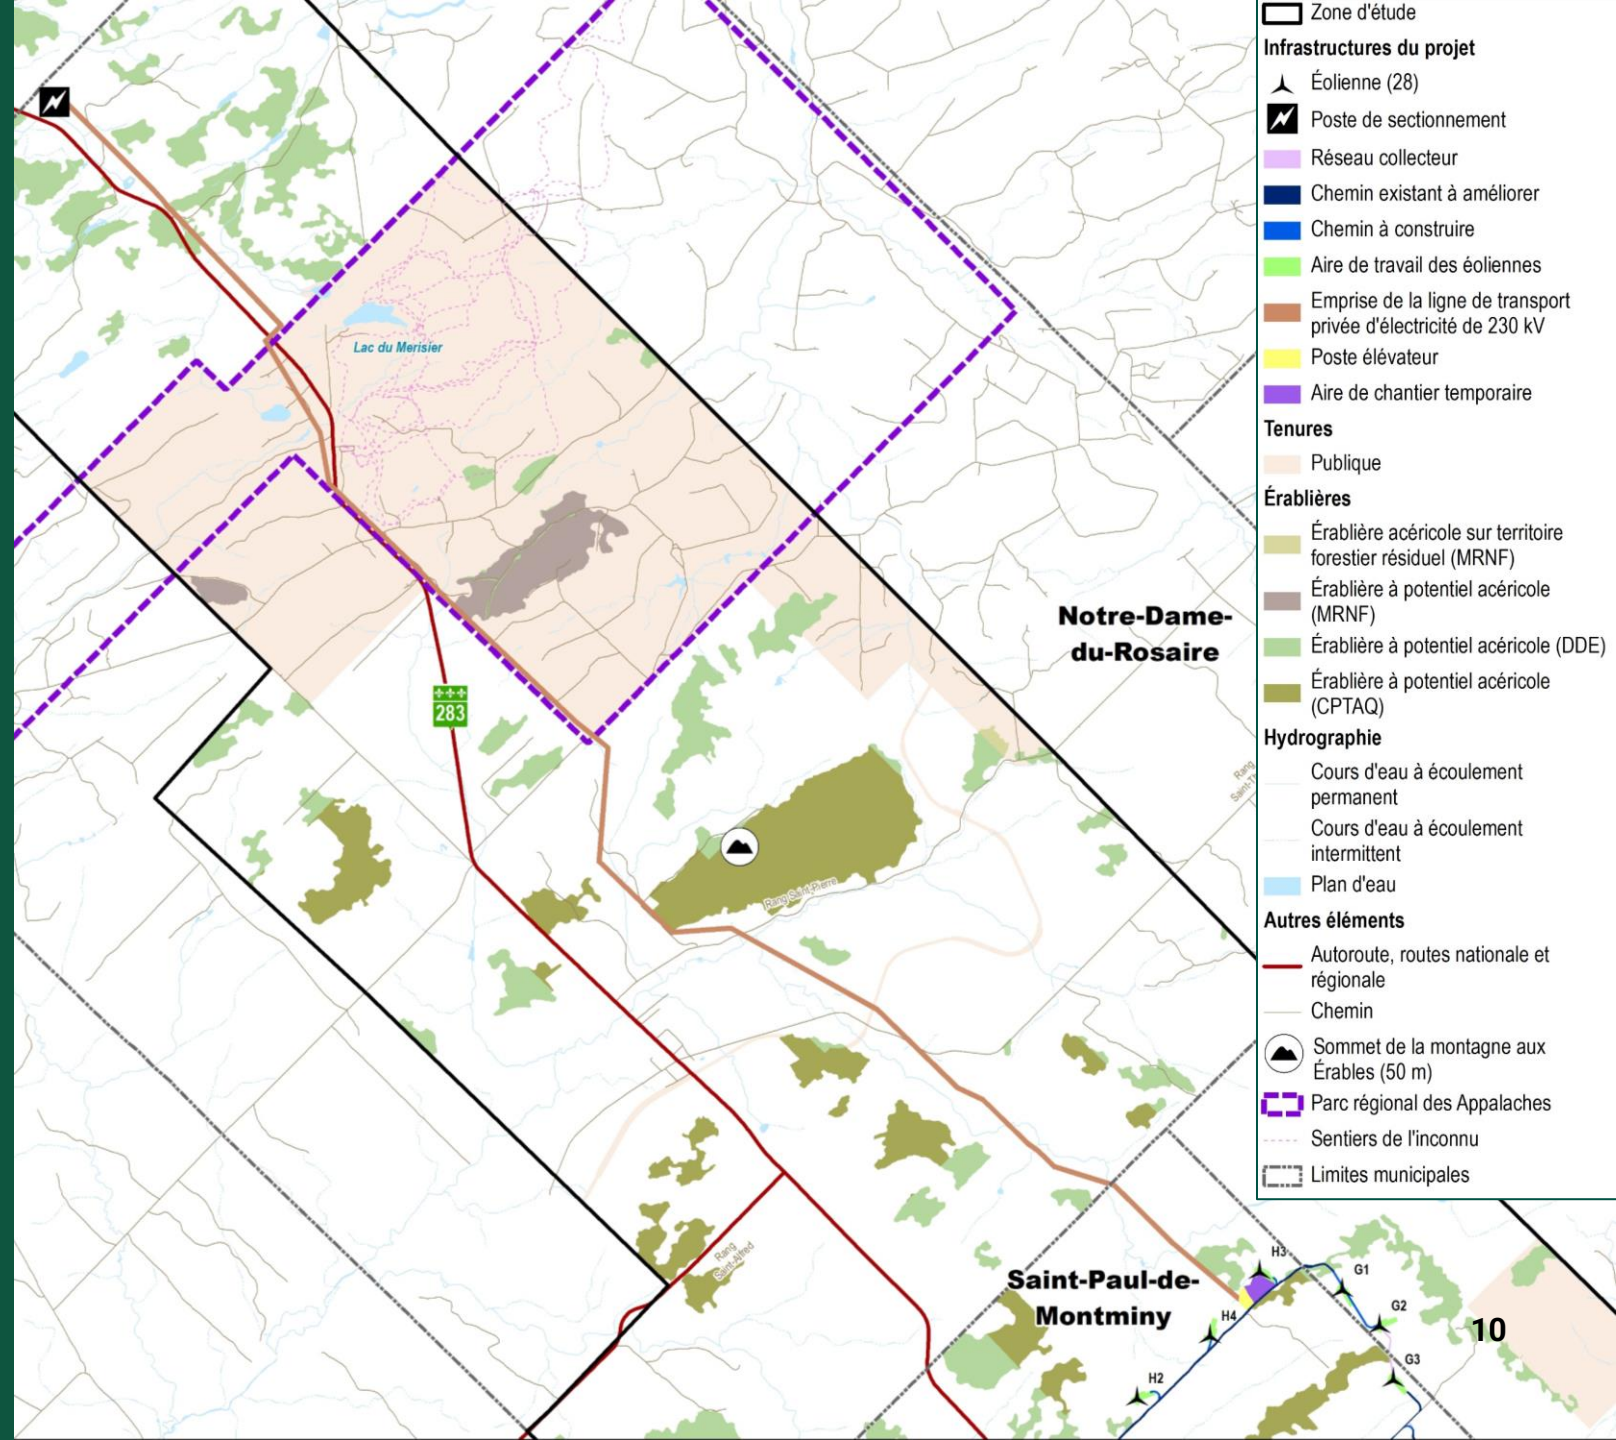 Zone d'étude
Infrastructures du projet
Éolienne (28)
Poste de sectionnement
Réseau collecteur
Chemin existant à améliorer
Chemin à construire
Aire de travail des éoliennes
Emprise de la ligne de transport
privée d'électricité de 230 kV
Poste élévateur
Aire de chantier temporaire
Tenures
Publique
Érablières
Érablière acéricole sur territoire
forestier résiduel (MRNF)
Érablière à potentiel acéricole
(MRNF)
Érablière à potentiel acéricole (DDE)
Érablière à potentiel acéricole
(CPTAQ)
Hydrographie
Cours d'eau à écoulement
permanent
Cours d'eau à écoulement
intermittent
Plan d'eau
Autres éléments
Autoroute, routes nationale et
régionale
Chemin
Sommet de la montagne aux
Érables (50 m)
Parc régional des Appalaches
Sentiers de l'inconnu
Limites municipales
Lac du Merisier
Notre-Dame-
du-Rosaire
283
Rang
Rang Saint-Pierre
Rang
Saint-Alfred
Saint-Paul-de-
Montminy
H3
G1
G2
H4
10
G3
H2